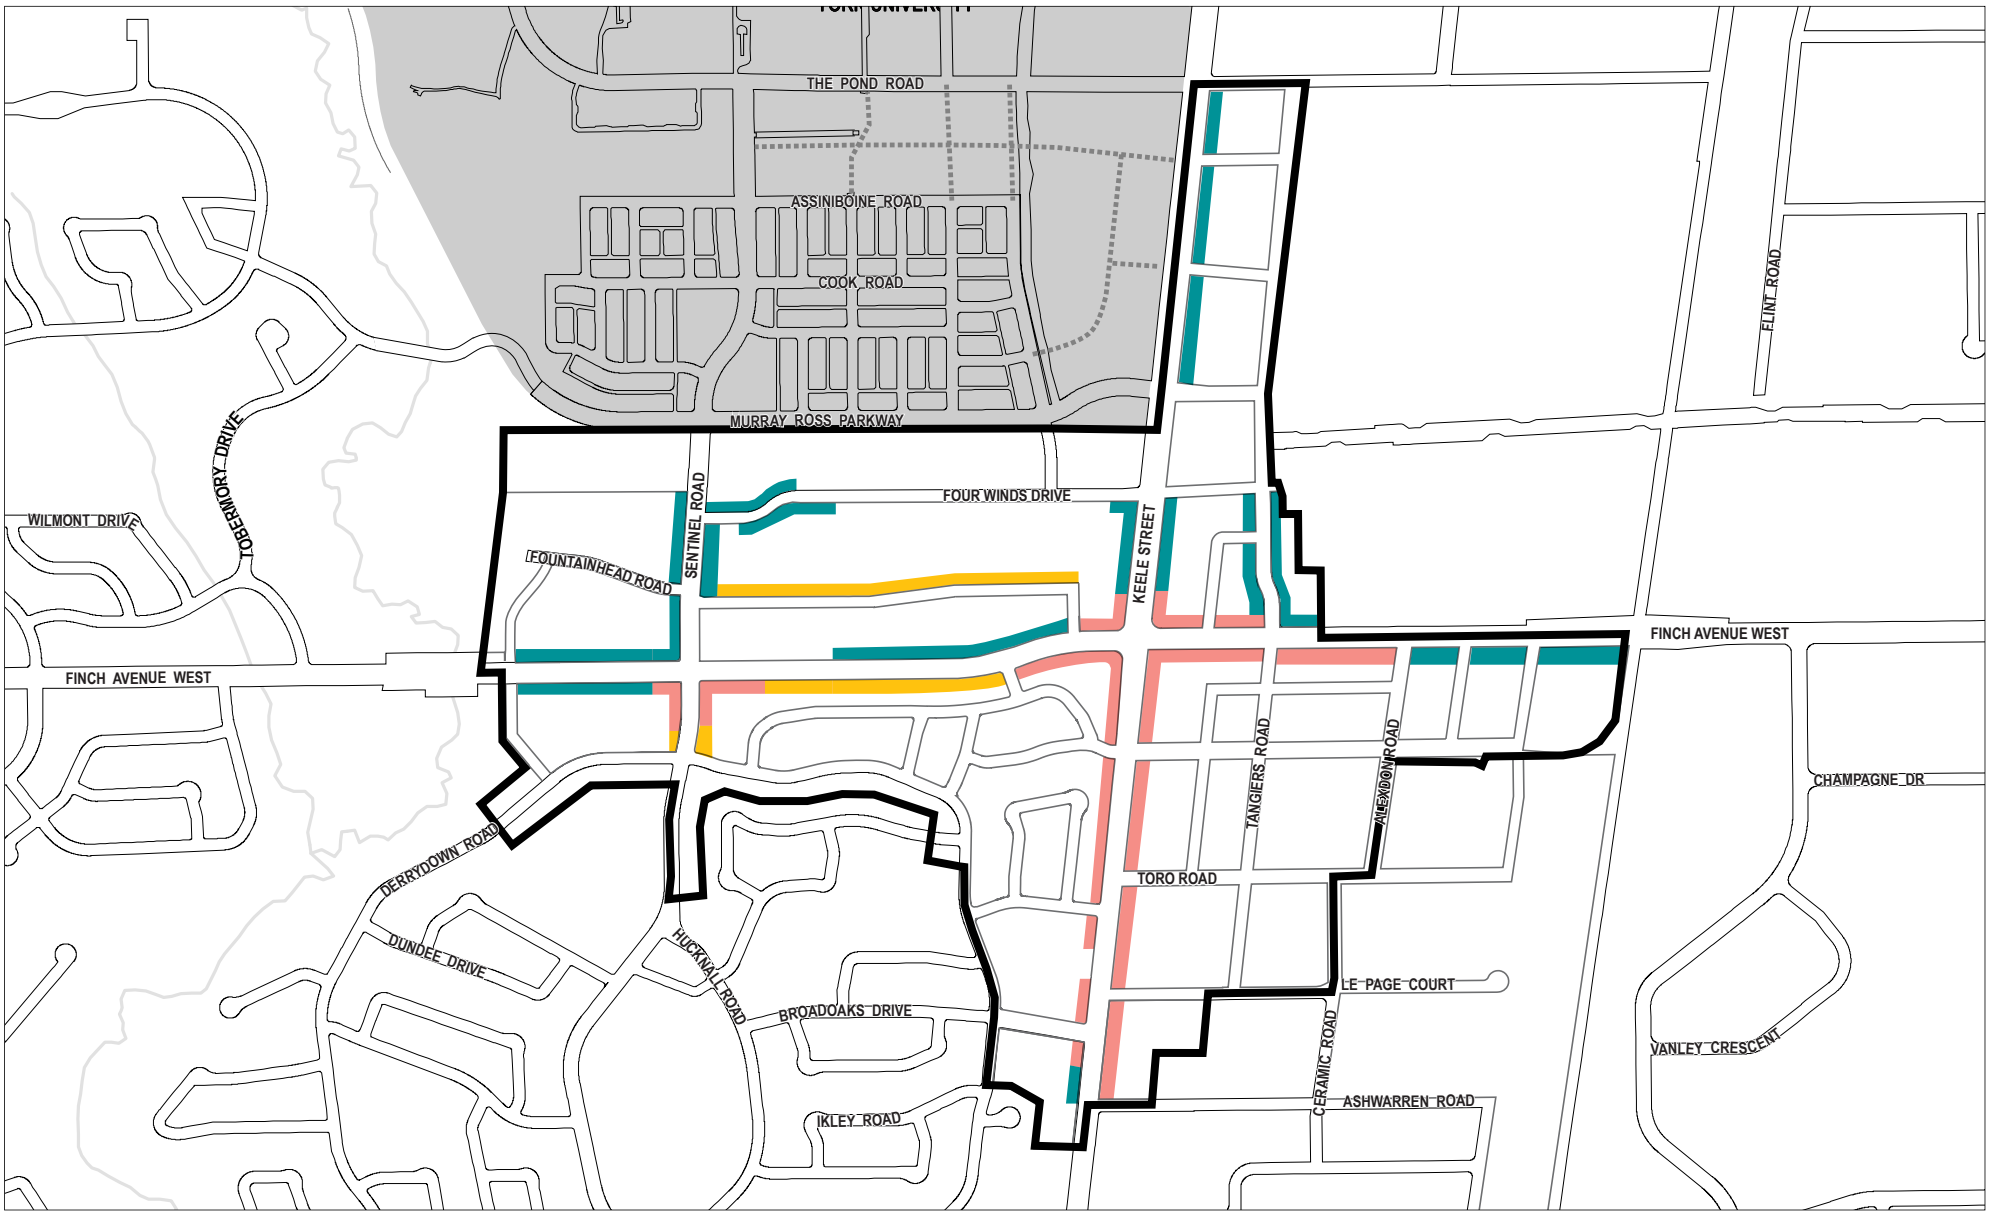 THE POND ROAD
ASSINIBOINE ROAD
COOK ROAD
FLINT ROAD
MURRAY ROSS PARKWAY
TOBERMORY DRIVE
SENTINEL ROAD
FOUR WINDS DRIVE
KEELE STREET
WILMONT DRIVE
FOUNTAINHEAD ROAD
FINCH AVENUE WEST
FINCH AVENUE WEST
TANGIERS ROAD
ALEXDON ROAD
CHAMPAGNE DR
DERRYDOWN ROAD
TORO ROAD
DUNDEE DRIVE
HUCKNALL ROAD
LE PAGE COURT
BROADOAKS DRIVE
CERAMIC ROAD
VANLEY CRESCENT
ASHWARREN ROAD
IKLEY ROAD